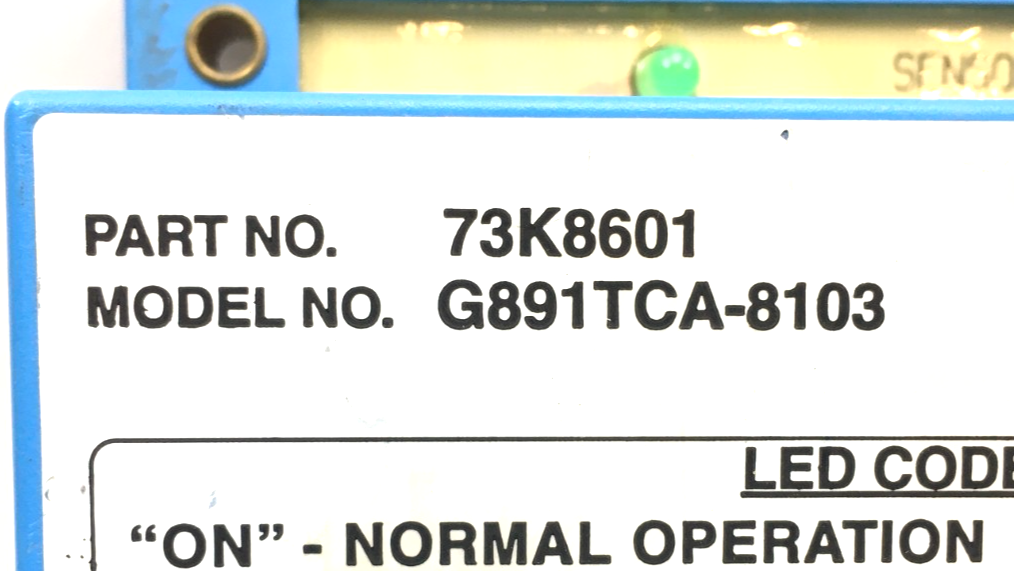 PART NO. 73K8601
MODEL NO. G891TCA-8103
LED CODE
“ON” - NORMAL OPERATION